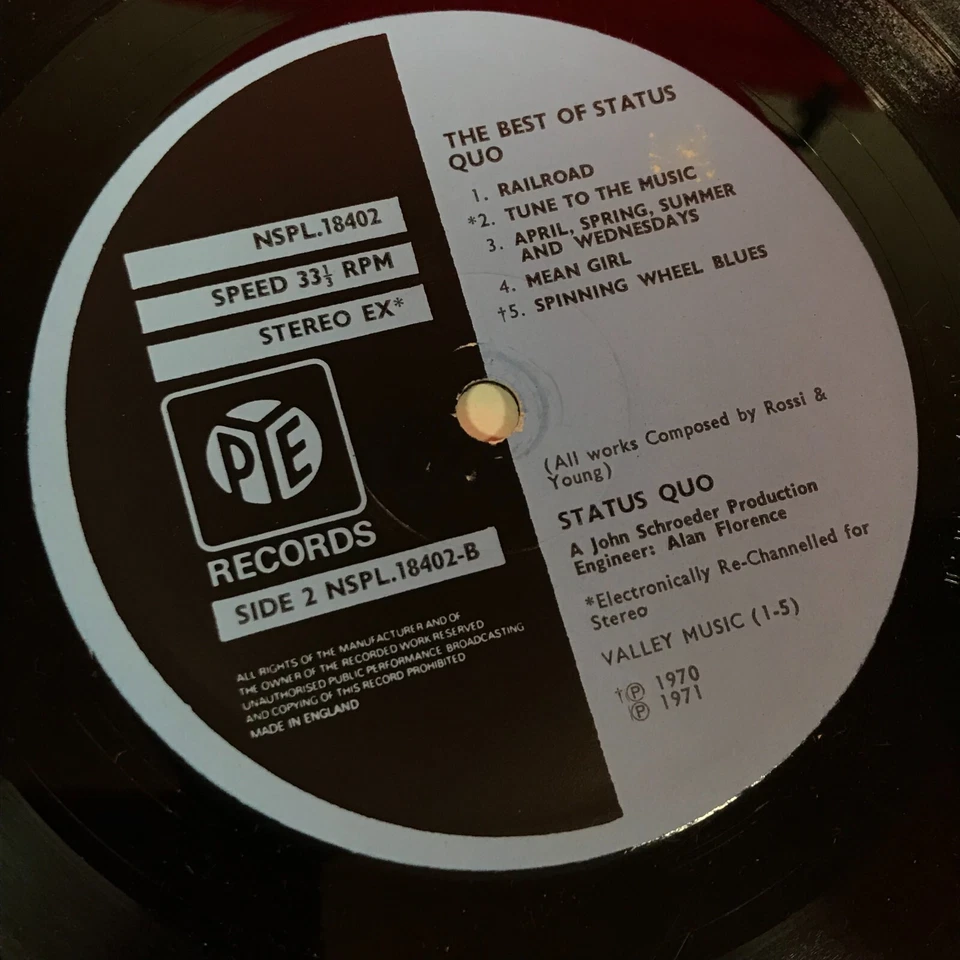 NSPL.18402
SPEED 33⅓ RPM
STEREO EX*
PYE
RECORDS
SIDE 2 NSPL.18402-B
ALL RIGHTS OF THE MANUFACTURER AND OF
THE OWNER OF THE RECORDED WORK RESERVED
UNAUTHORISED PUBLIC PERFORMANCE BROADCASTING
AND COPYING OF THIS RECORD PROHIBITED
MADE IN ENGLAND
THE BEST OF STATUS
QUO
1. RAILROAD
*2. TUNE TO THE MUSIC
3. APRIL, SPRING, SUMMER
AND WEDNESDAYS
4. MEAN GIRL
†5. SPINNING WHEEL BLUES
(All works Composed by Rossi &
Young)
STATUS QUO
A John Schroeder Production
Engineer: Alan Florence
*Electronically Re-Channelled for
Stereo
VALLEY MUSIC (1-5)
†℗ 1970
℗ 1971